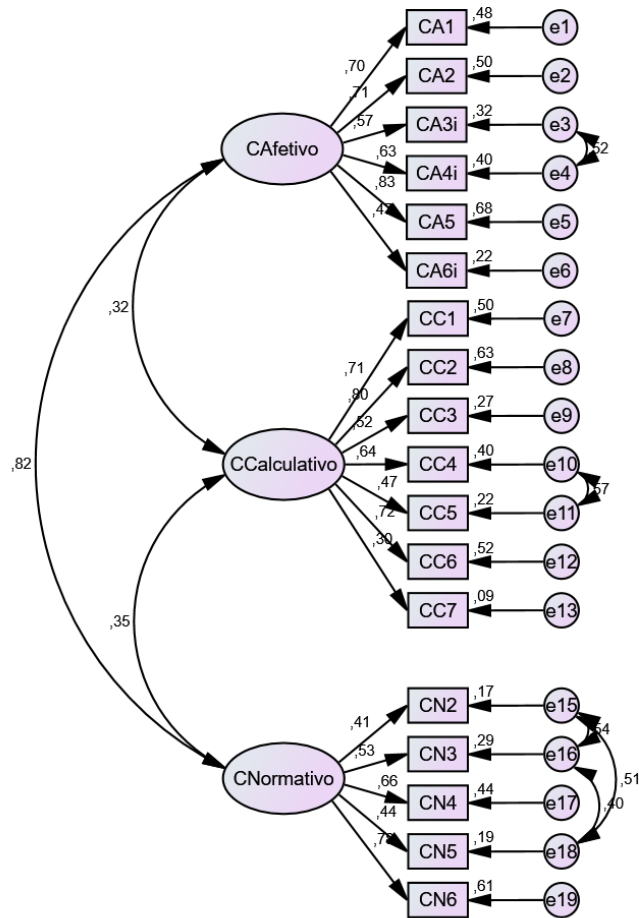 ,48
CA1
e1
,70
,50
CA2
e2
,71
,32
CA3i
e3
,57
CAfetivo
,52
,63
,40
CA4i
e4
,83
,68
CA5
e5
,22
CA6i
e6
,32
,50
CC1
e7
,71
,63
CC2
e8
,80
,27
CC3
e9
,52
,82
CCalculativo
,64
,40
CC4
e10
,57
,47
,22
CC5
e11
,72
,52
CC6
e12
,30
,09
CC7
e13
,35
,17
CN2
e15
,41
,54
,29
CN3
e16
,53
CNormativo
,51
,66
,44
CN4
e17
,40
,44
,19
CN5
e18
,61
CN6
e19